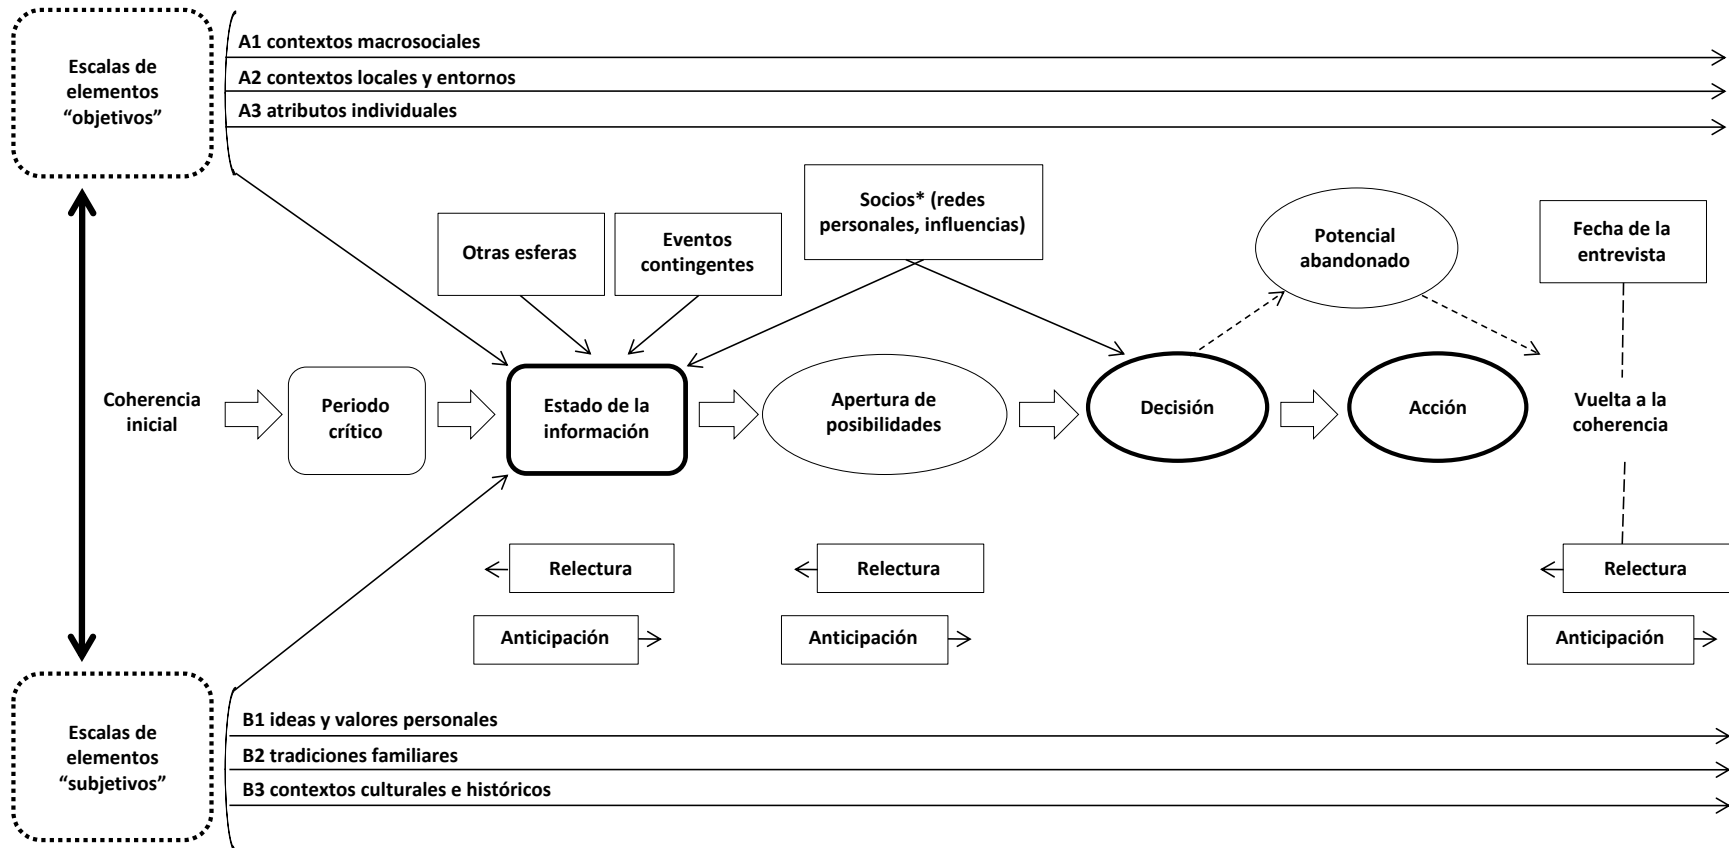 Escalas de
elementos
“objetivos”
A1 contextos macrosociales
A2 contextos locales y entornos
A3 atributos individuales
Otras esferas
Eventos
contingentes
Socios* (redes
personales, influencias)
Potencial
abandonado
Fecha de la
entrevista
Coherencia
inicial
Periodo
crítico
Estado de la
información
Apertura de
posibilidades
Decisión
Acción
Vuelta a la
coherencia
Relectura
Relectura
Relectura
Anticipación
Anticipación
Anticipación
Escalas de
elementos
“subjetivos”
B1 ideas y valores personales
B2 tradiciones familiares
B3 contextos culturales e históricos